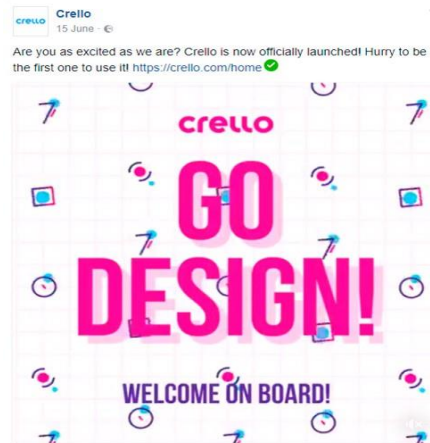 crello
Crello
15 June
Are you as excited as we are? Crello is now officially launched! Hurry to be
the first one to use it! https://crello.com/home
crello
GO
DESIGN!
WELCOME ON BOARD!